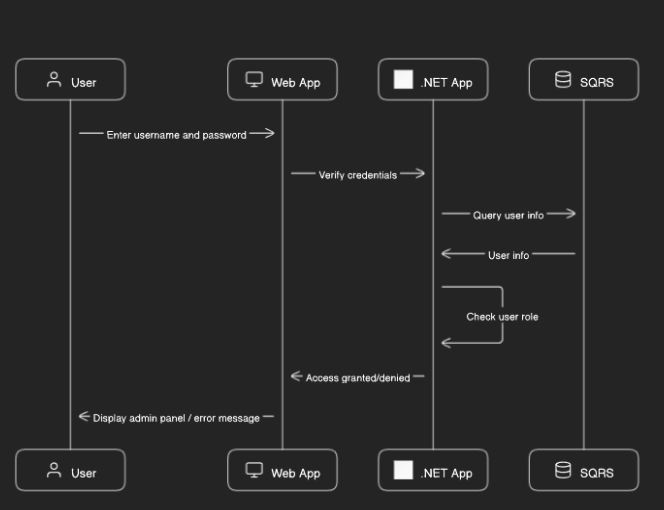 User
Web App
.NET App
SQRS
Enter username and password
Verify credentials
Query user info
User info
Check user role
Access granted/denied
Display admin panel / error message
User
Web App
.NET App
SQRS